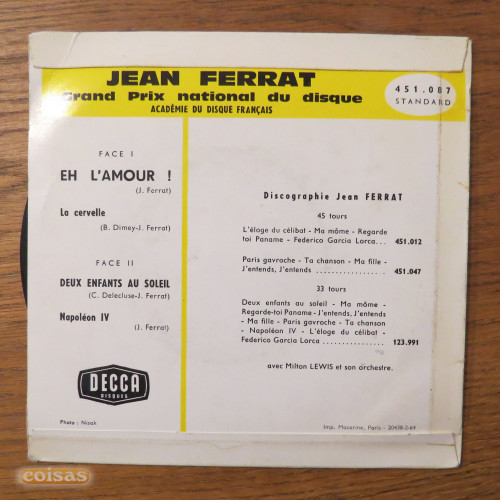 JEAN FERRAT
Grand Prix national du disque
ACADÉMIE DU DISQUE FRANÇAIS
451.087
STANDARD
FACE I
EH L'AMOUR !
(J. Ferrat)
La cervelle
(B. Dimey-J. Ferrat)
FACE II
DEUX ENFANTS AU SOLEIL
(C. Delecluse-J. Ferrat)
Napoléon IV
(J. Ferrat)
DECCA
DISQUES
Photo : Nisak
Discographie Jean FERRAT
45 tours
L'éloge du célibat - Ma môme - Regarde
toi Paname - Federico Garcia Lorca... 451.012
Paris gavroche - Ta chanson - Ma fille -
J'entends, J'entends ................. 451.047
33 tours
Deux enfants au soleil - Ma môme -
Regarde-toi Paname - J'entends, J'entends
- Ma fille - Paris gavroche - Ta chanson
- Napoléon IV - L'éloge du célibat -
Federico Garcia Lorca ................ 123.991
avec Milton LEWIS et son orchestre.
Imp. Mazarine, Paris - 20438-2-64
coisas